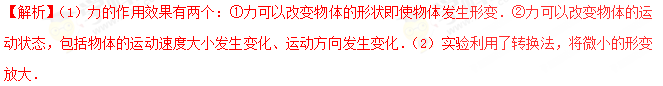 【解析】（1）力的作用效果有两个：①力可以改变物体的形状即使物体发生形变．②力可以改变物体的运
动状态，包括物体的运动速度大小发生变化、运动方向发生变化．（2）实验利用了转换法，将微小的形变
放大．